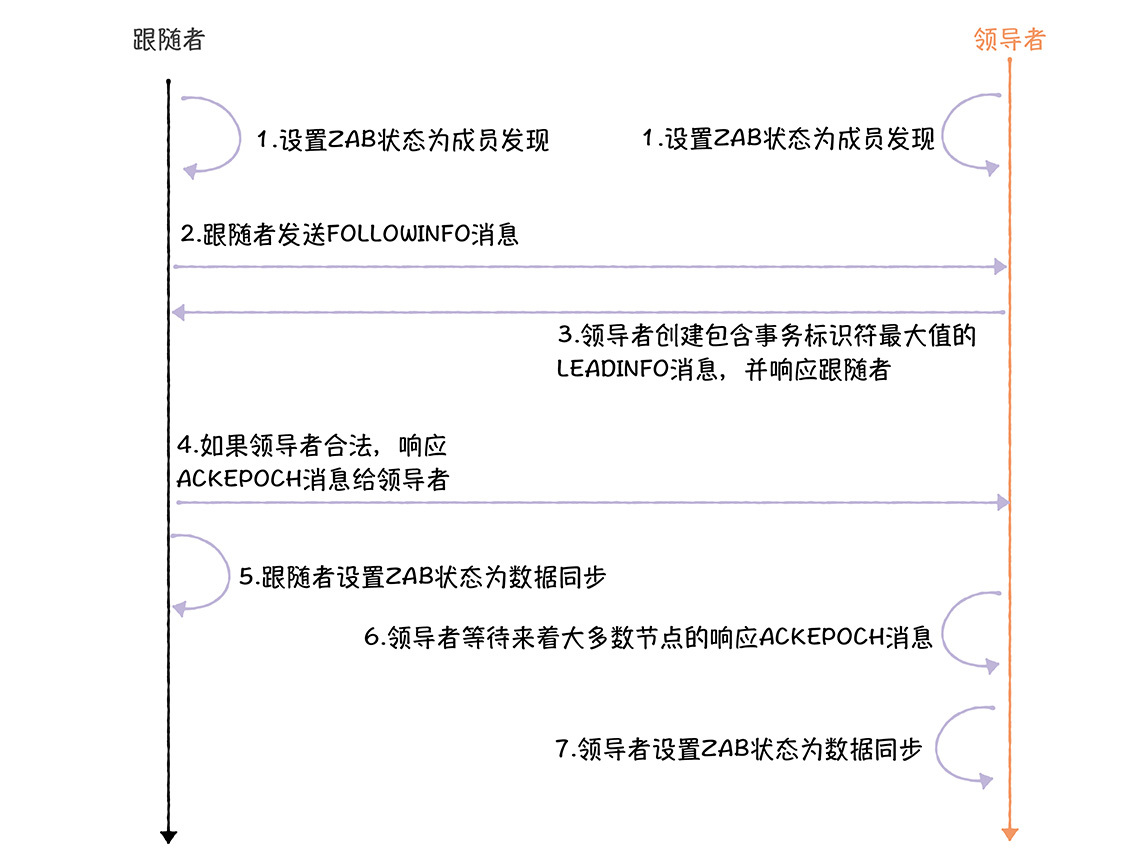 跟随者
领导者
1.设置ZAB状态为成员发现
1.设置ZAB状态为成员发现
2.跟随者发送FOLLOWINFO消息
3.领导者创建包含事务标识符最大值的
LEADINFO消息，并响应跟随者
4.如果领导者合法，响应
ACKEPOCH消息给领导者
5.跟随者设置ZAB状态为数据同步
6.领导者等待来着大多数节点的响应ACKEPOCH消息
7.领导者设置ZAB状态为数据同步